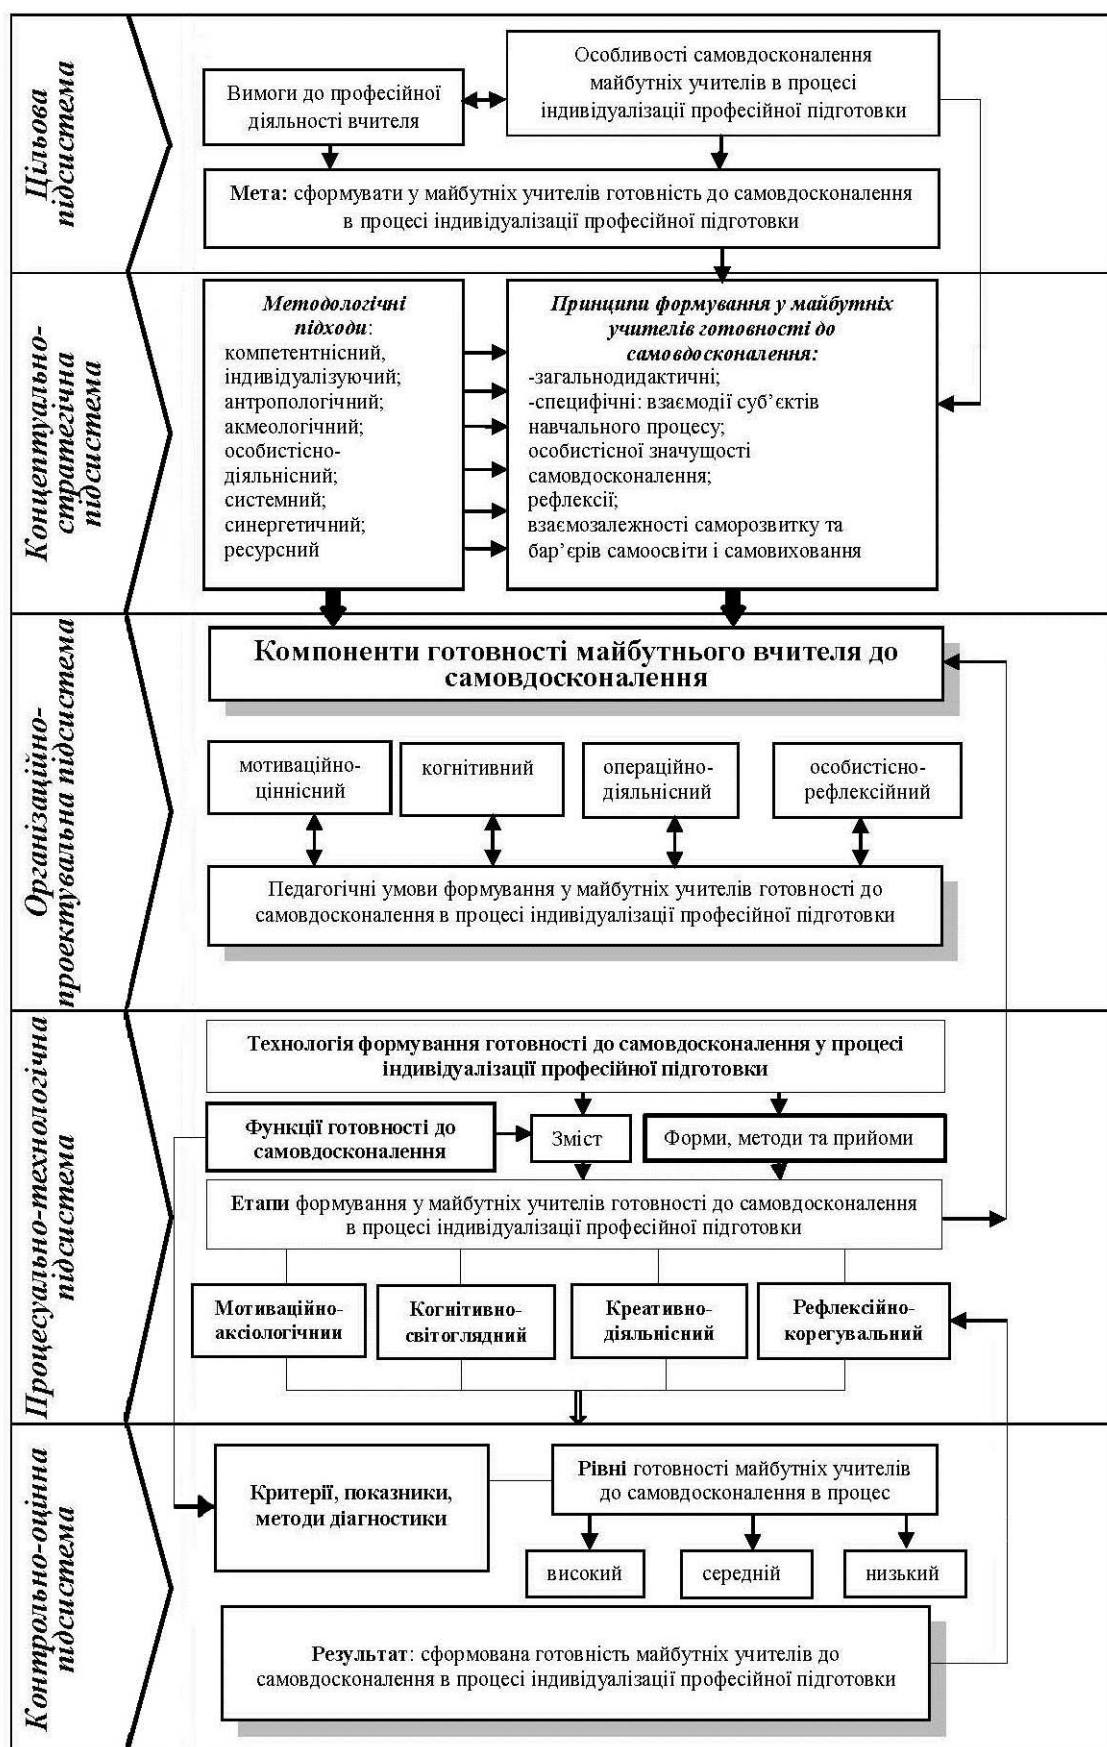 Цільова
підсистема
Вимоги до професійної
діяльності вчителя
Особливості самовдосконалення
майбутніх учителів в процесі
індивідуалізації професійної підготовки
Мета: сформувати у майбутніх учителів готовність до самовдосконалення
в процесі індивідуалізації професійної підготовки
Концептуально-
стратегічна
підсистема
Методологічні
підходи:
компетентнісний,
індивідуалізуючий;
антропологічний;
акмеологічний;
особистісно-
діяльнісний;
системний;
синергетичний;
ресурсний
Принципи формування у майбутніх
учителів готовності до
самовдосконалення:
-загальнодидактичні;
-специфічні: взаємодії суб’єктів
навчального процесу;
особистісної значущості
самовдосконалення;
рефлексії;
взаємозалежності саморозвитку та
бар’єрів самоосвіти і самовиховання
Організаційно-
проектувальна підсистема
Компоненти готовності майбутнього вчителя до
самовдосконалення
мотиваційно-
ціннісний
когнітивний
операційно-
діяльнісний
особистісно-
рефлексійний
Педагогічні умови формування у майбутніх учителів готовності до
самовдосконалення в процесі індивідуалізації професійної підготовки
Процесуально-технологічна
підсистема
Технологія формування готовності до самовдосконалення у процесі
індивідуалізації професійної підготовки
Функції готовності до
самовдосконалення
Зміст
Форми, методи та прийоми
Етапи формування у майбутніх учителів готовності до самовдосконалення
в процесі індивідуалізації професійної підготовки
Мотиваційно-
аксіологічнии
Когнітивно-
світоглядний
Креативно-
діяльнісний
Рефлексійно-
корегувальний
Контрольно-оцінна
підсистема
Критерії, показники,
методи діагностики
Рівні готовності майбутніх учителів
до самовдосконалення в процес
високий
середній
низький
Результат: сформована готовність майбутніх учителів до
самовдосконалення в процесі індивідуалізації професійної підготовки